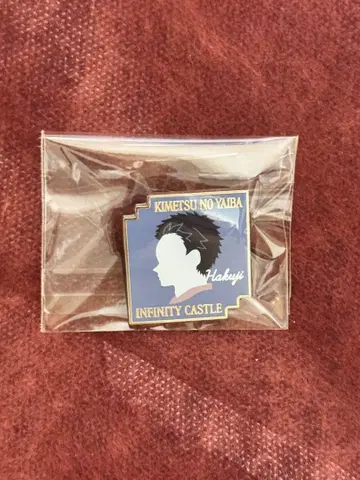 KIMETSU NO YAIBA
Hakuji
INFINITY CASTLE